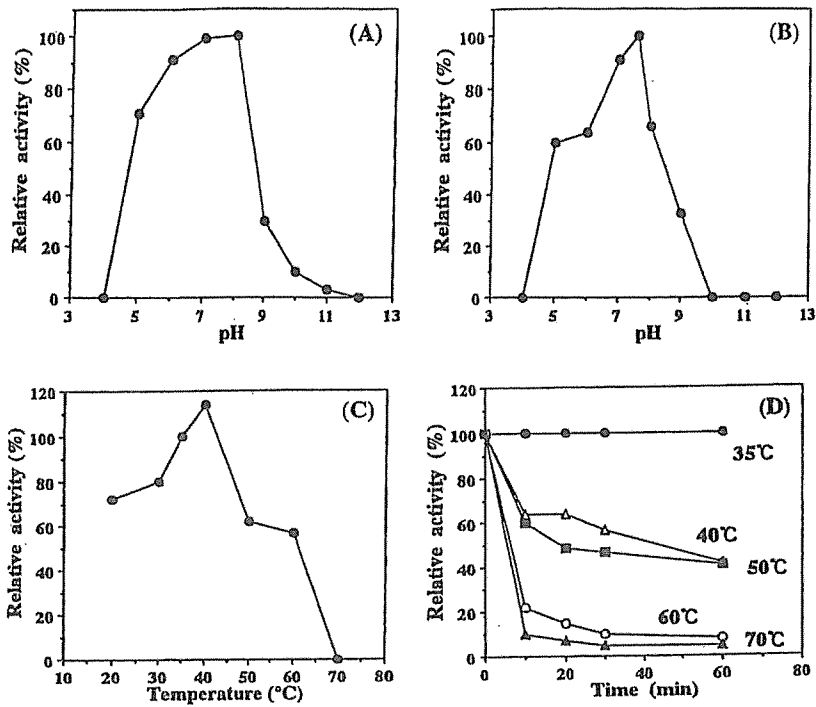 (A)
Relative activity (%)
100
80
60
40
20
0
3 5 7 9 11 13
pH
(B)
Relative activity (%)
100
80
60
40
20
0
3 5 7 9 11 13
pH
(C)
Relative activity (%)
120
100
80
60
40
20
0
10 20 30 40 50 60 70 80
Temperature (°C)
(D)
Relative activity (%)
120
100
80
60
40
20
0
35℃
40℃
50℃
60℃
70℃
0 20 40 60 80
Time (min)